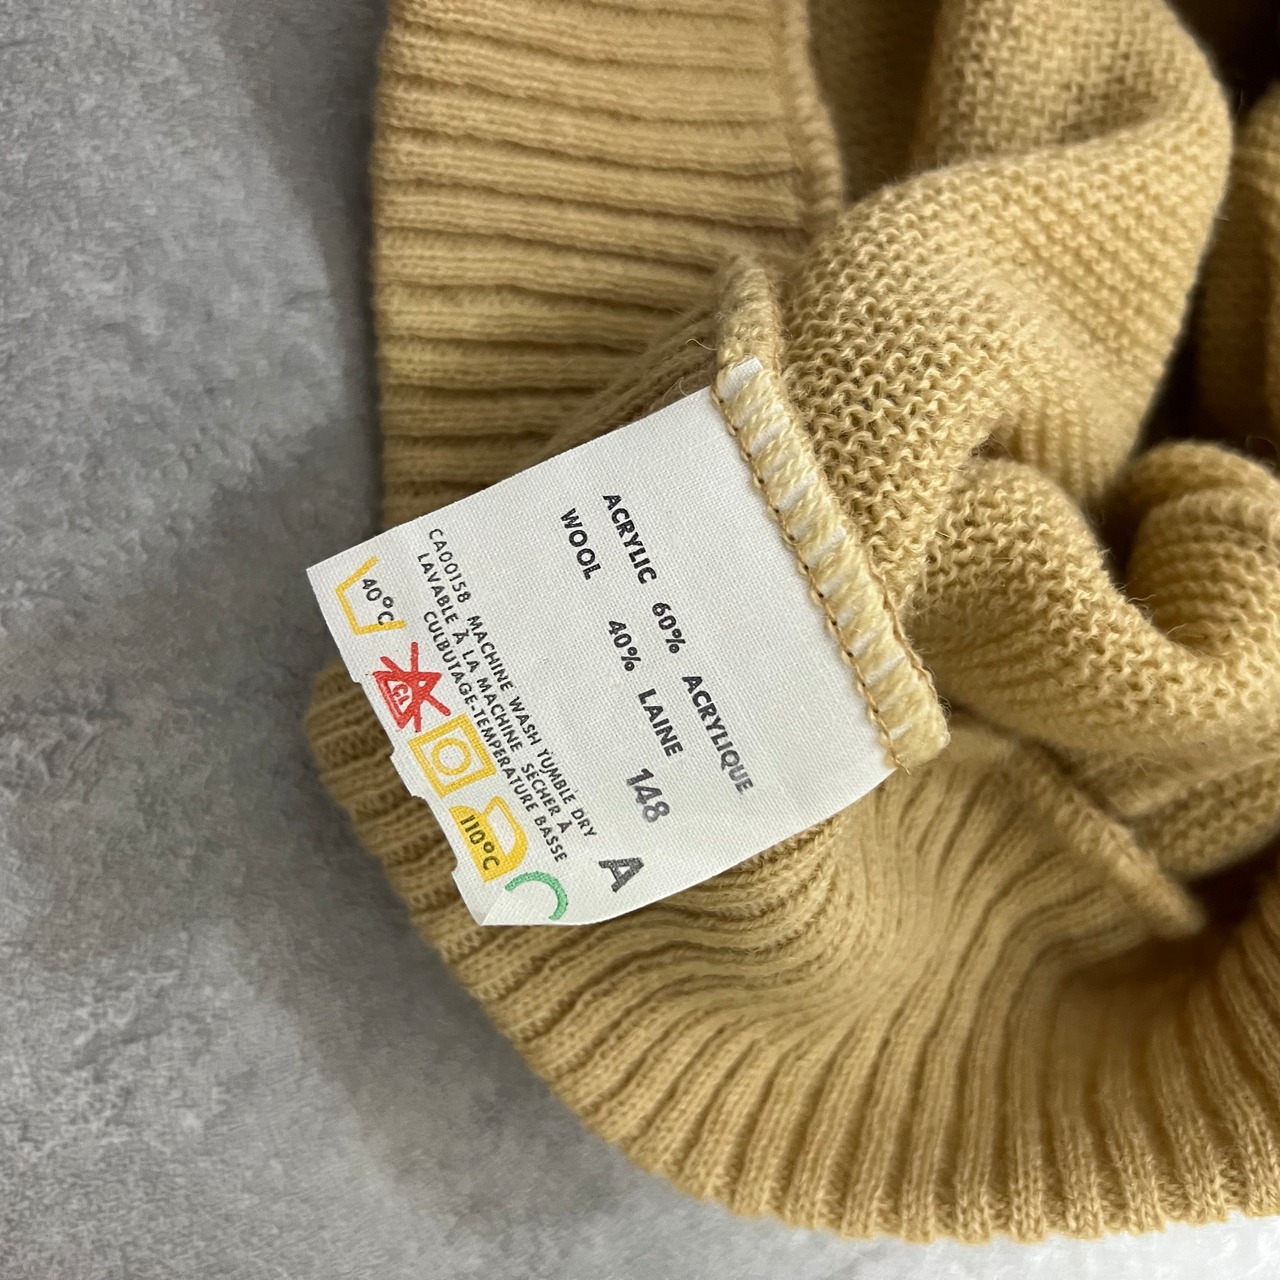 ACRYLIC 60% ACRYLIQUE
WOOL 40% LAINE
148
A
CA00158 MACHINE WASH TUMBLE DRY
LAVABLE À LA MACHINE SÉCHER À
CULBUTAGE-TEMPÉRATURE BASSE
40°C
CL
110°C